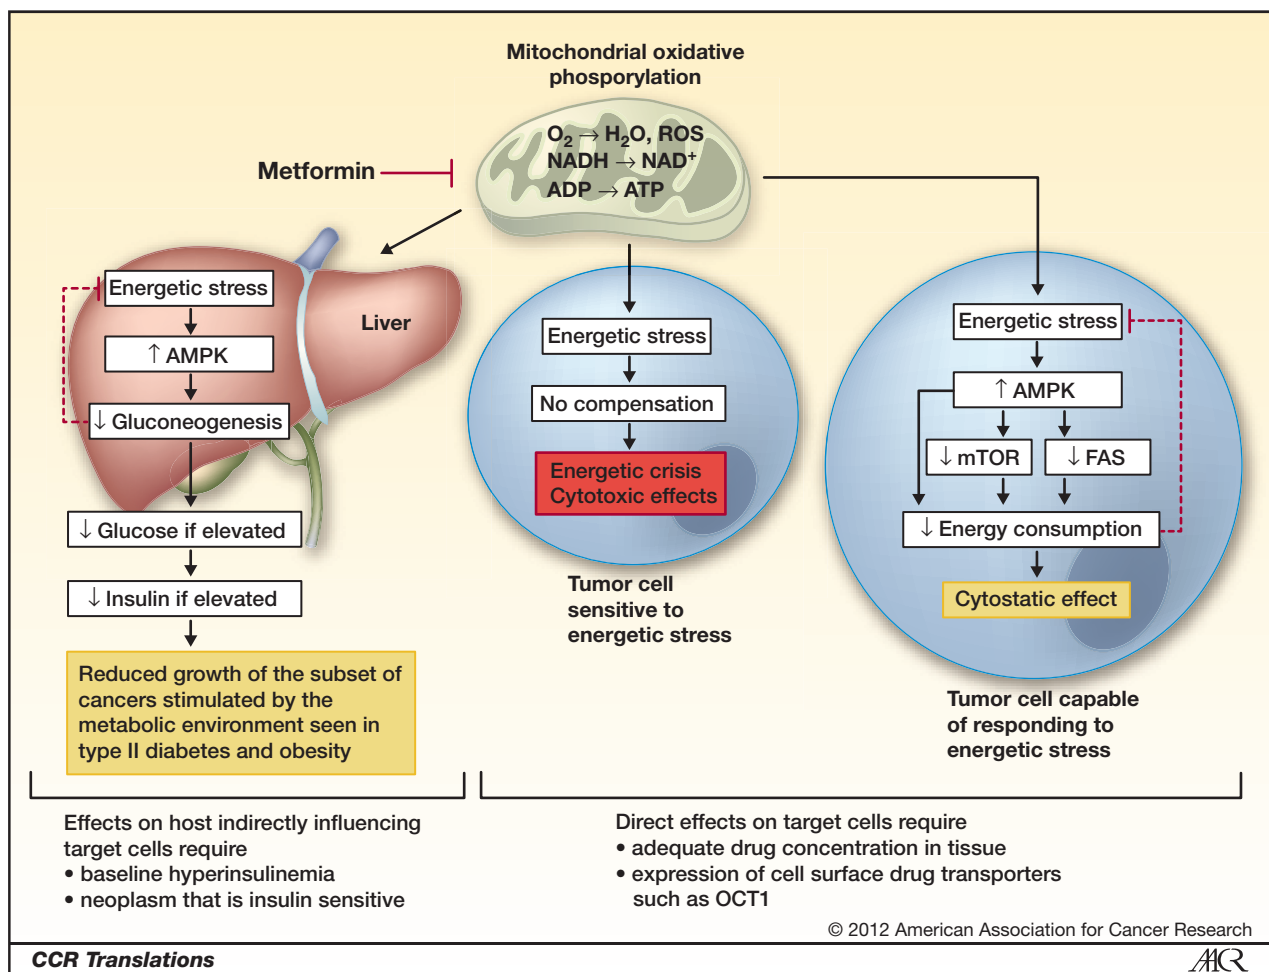 Mitochondrial oxidative
phosporylation
O₂ → H₂O, ROS
NADH → NAD⁺
ADP → ATP
Metformin
Liver
Energetic stress
↑ AMPK
↓ Gluconeogenesis
↓ Glucose if elevated
↓ Insulin if elevated
Reduced growth of the subset of
cancers stimulated by the
metabolic environment seen in
type II diabetes and obesity
Energetic stress
No compensation
Energetic crisis
Cytotoxic effects
Tumor cell
sensitive to
energetic stress
Energetic stress
↑ AMPK
↓ mTOR
↓ FAS
↓ Energy consumption
Cytostatic effect
Tumor cell capable
of responding to
energetic stress
Effects on host indirectly influencing
target cells require
• baseline hyperinsulinemia
• neoplasm that is insulin sensitive
Direct effects on target cells require
• adequate drug concentration in tissue
• expression of cell surface drug transporters
such as OCT1
© 2012 American Association for Cancer Research
CCR Translations
AACR